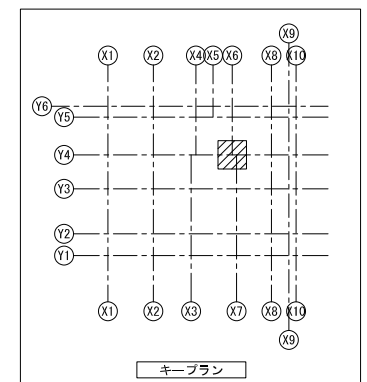 X9
X1 X2 X4 X5 X6 X8 X10
Y6
Y5
Y4
Y3
Y2
Y1
X1 X2 X3 X7 X8 X10
X9
キープラン